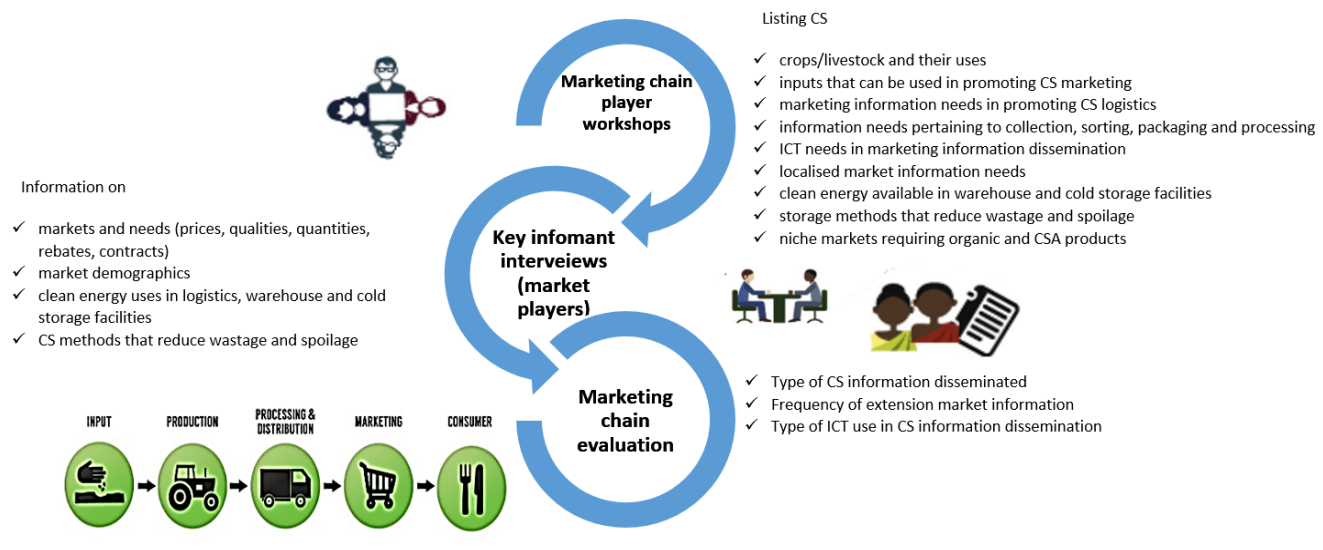 Listing CS
✓ crops/livestock and their uses
✓ inputs that can be used in promoting CS marketing
✓ marketing information needs in promoting CS logistics
✓ information needs pertaining to collection, sorting, packaging and processing
✓ ICT needs in marketing information dissemination
✓ localised market information needs
✓ clean energy available in warehouse and cold storage facilities
✓ storage methods that reduce wastage and spoilage
✓ niche markets requiring organic and CSA products
Marketing chain
player
workshops
Information on
✓ markets and needs (prices, qualities, quantities,
rebates, contracts)
✓ market demographics
✓ clean energy uses in logistics, warehouse and cold
storage facilities
✓ CS methods that reduce wastage and spoilage
Key infomant
interveiews
(market
players)
Marketing
chain
evaluation
✓ Type of CS information disseminated
✓ Frequency of extension market information
✓ Type of ICT use in CS information dissemination
INPUT
PRODUCTION
PROCESSING &
DISTRIBUTION
MARKETING
CONSUMER